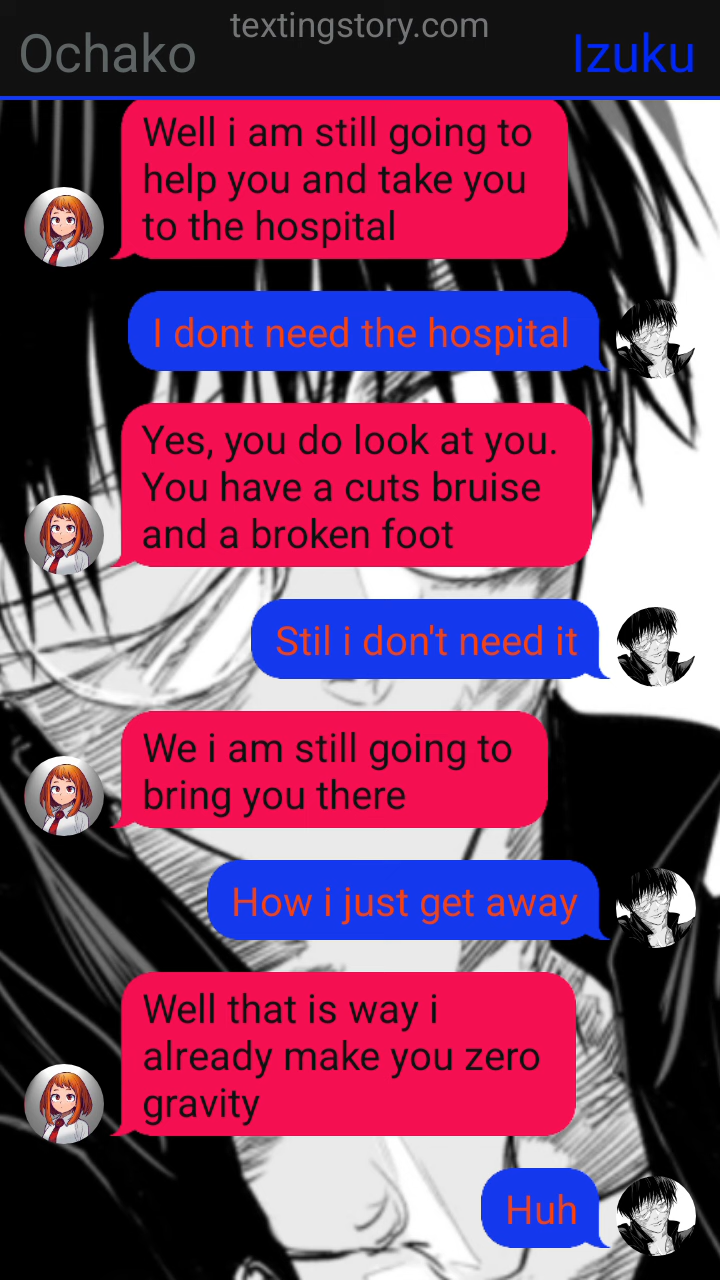 textingstory.com
Ochako
Izuku
Well i am still going to
help you and take you
to the hospital
I dont need the hospital
Yes, you do look at you.
You have a cuts bruise
and a broken foot
Stil i don't need it
We i am still going to
bring you there
How i just get away
Well that is way i
already make you zero
gravity
Huh